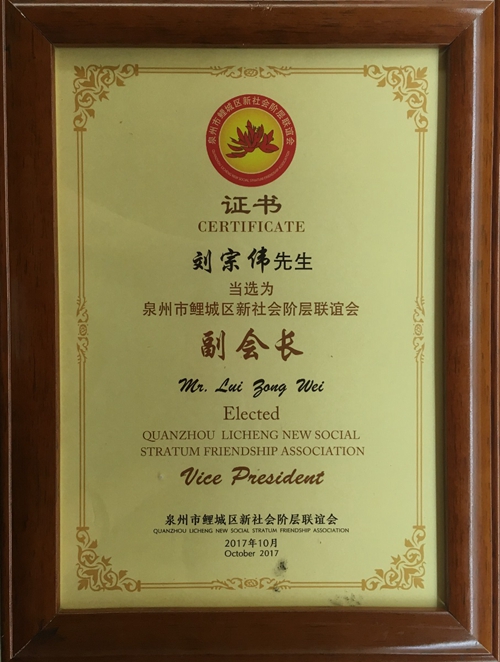 泉州市鲤城区新社会阶层联谊会
证书
CERTIFICATE
刘宗伟先生
当选为
泉州市鲤城区新社会阶层联谊会
副会长
Mr. Lui Zong Wei
Elected
QUANZHOU LICHENG NEW SOCIAL
STRATUM FRIENDSHIP ASSOCIATION
Vice President
泉州市鲤城区新社会阶层联谊会
QUANZHOU LICHENG NEW SOCIAL STRATUM FRIENDSHIP ASSOCIATION
2017年10月
October 2017